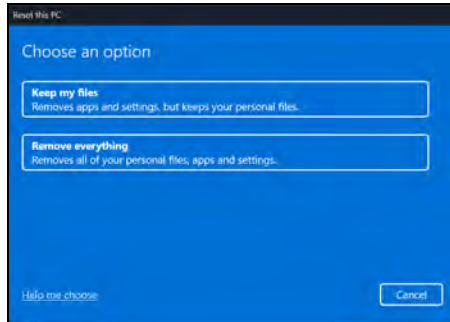 Reset this PC
Choose an option
Keep my files
Removes apps and settings, but keeps your personal files.
Remove everything
Removes all of your personal files, apps and settings.
Help me choose
Cancel